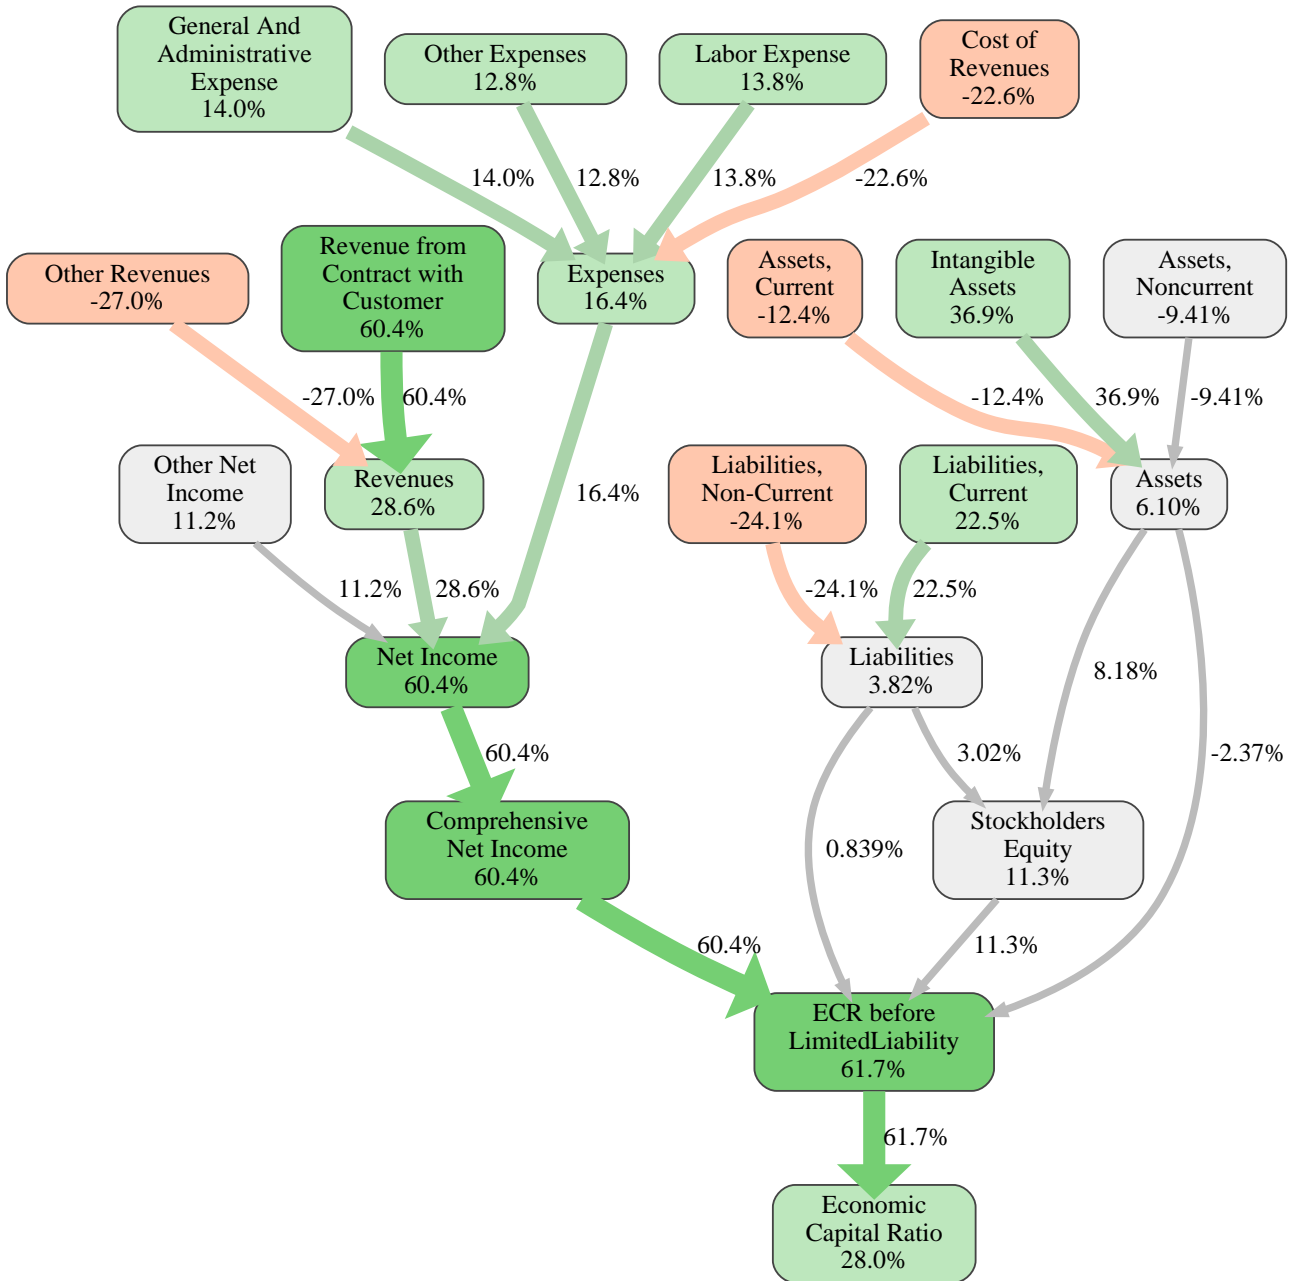 General And
Administrative
Expense
14.0%
Other Expenses
12.8%
Labor Expense
13.8%
Cost of
Revenues
-22.6%
14.0%
12.8%
13.8%
-22.6%
Other Revenues
-27.0%
Revenue from
Contract with
Customer
60.4%
Expenses
16.4%
Assets,
Current
-12.4%
Intangible
Assets
36.9%
Assets,
Noncurrent
-9.41%
-27.0%
60.4%
-12.4%
36.9%
-9.41%
Other Net
Income
11.2%
Revenues
28.6%
16.4%
Liabilities,
Non-Current
-24.1%
Liabilities,
Current
22.5%
Assets
6.10%
11.2%
28.6%
-24.1%
22.5%
Net Income
60.4%
Liabilities
3.82%
8.18%
60.4%
3.02%
-2.37%
Comprehensive
Net Income
60.4%
0.839%
Stockholders
Equity
11.3%
60.4%
11.3%
ECR before
LimitedLiability
61.7%
61.7%
Economic
Capital Ratio
28.0%